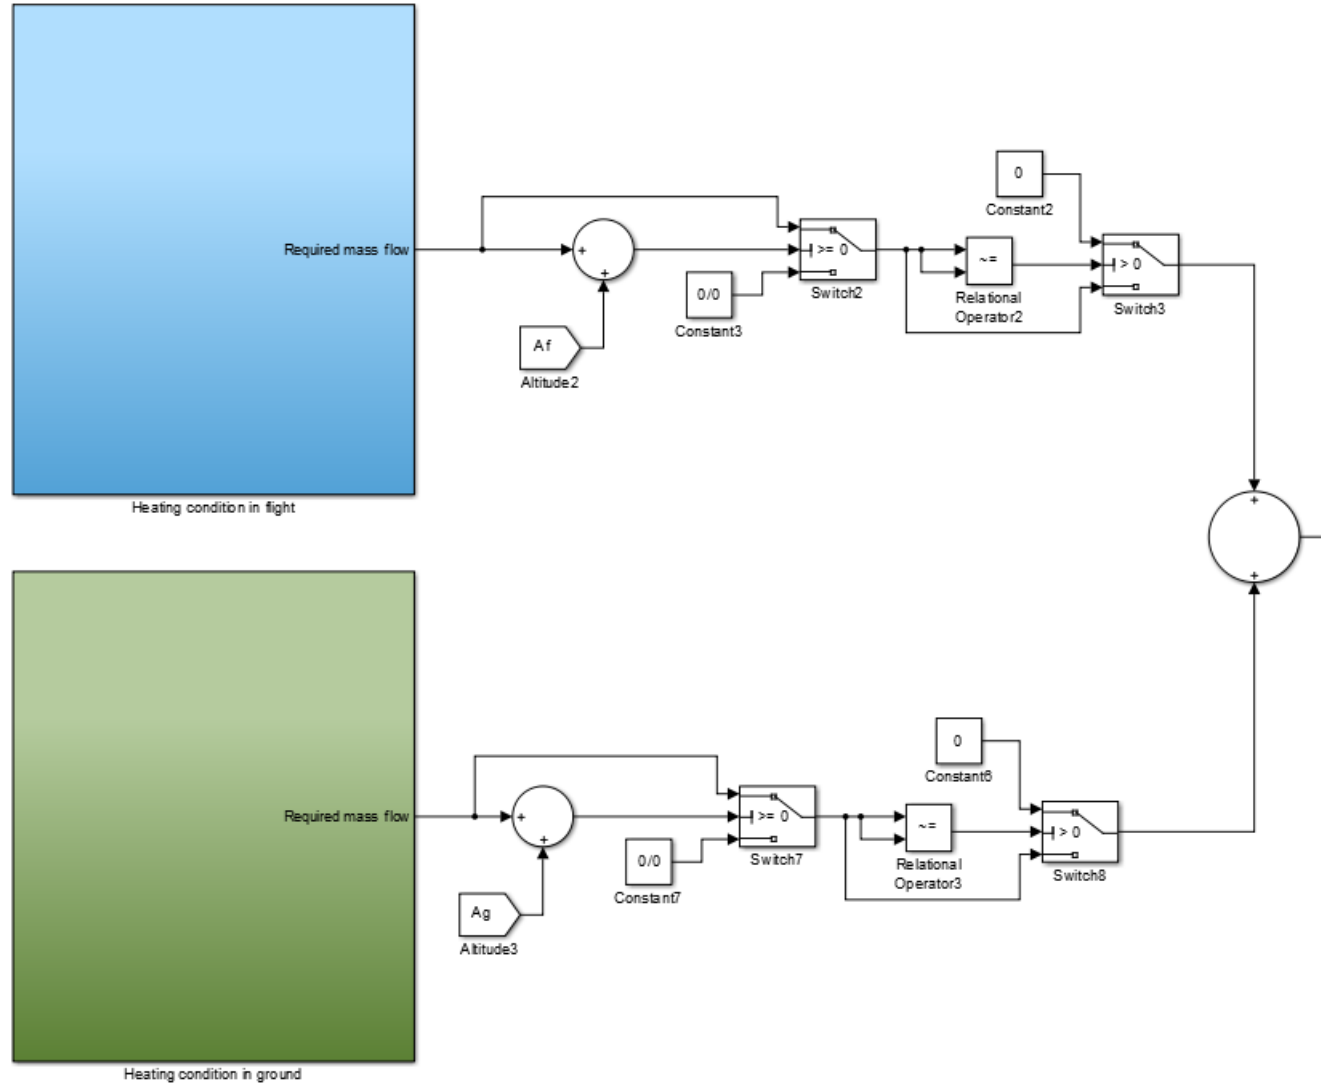 0
Constant2
Required mass flow
+
+
>= 0
Switch2
~=
Relational
Operator2
> 0
Switch3
0/0
Constant3
Af
Altitude2
Heating condition in flight
+
+
0
Constant6
Required mass flow
+
+
>= 0
Switch7
~=
Relational
Operator3
> 0
Switch8
0/0
Constant7
Ag
Altitude3
Heating condition in ground